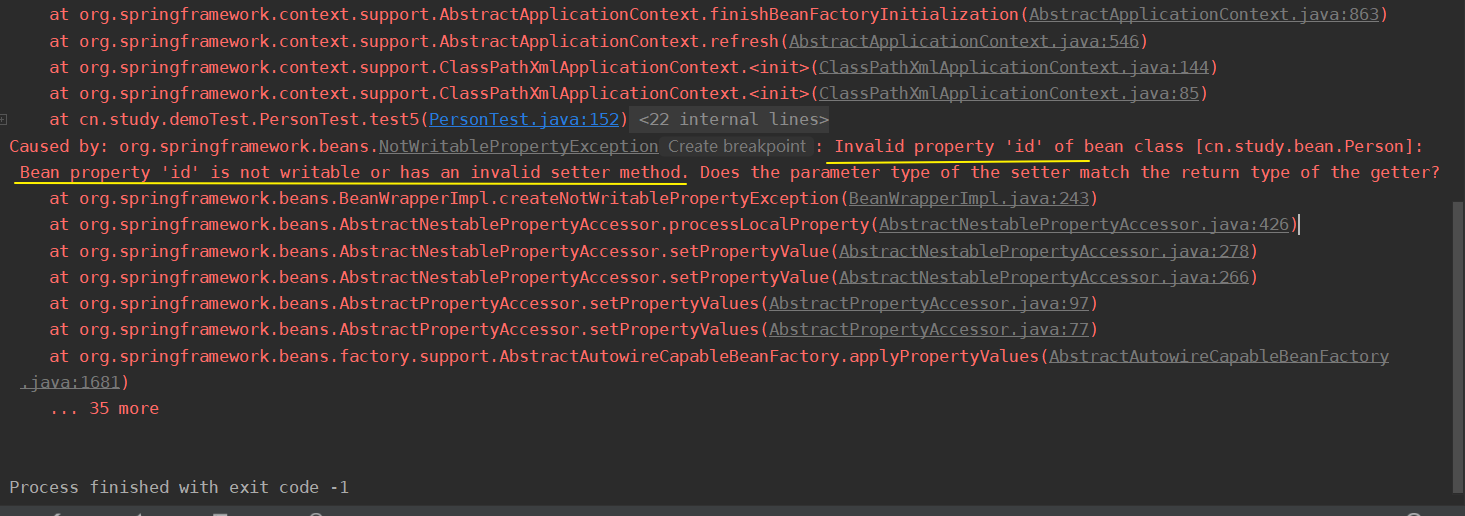 at org.springframework.context.support.AbstractApplicationContext.finishBeanFactoryInitialization(AbstractApplicationContext.java:863)
at org.springframework.context.support.AbstractApplicationContext.refresh(AbstractApplicationContext.java:546)
at org.springframework.context.support.ClassPathXmlApplicationContext.<init>(ClassPathXmlApplicationContext.java:144)
at org.springframework.context.support.ClassPathXmlApplicationContext.<init>(ClassPathXmlApplicationContext.java:85)
at cn.study.demoTest.PersonTest.test5(PersonTest.java:152) <22 internal lines>
Caused by: org.springframework.beans.NotWritablePropertyException Create breakpoint : Invalid property 'id' of bean class [cn.study.bean.Person]:
Bean property 'id' is not writable or has an invalid setter method. Does the parameter type of the setter match the return type of the getter?
at org.springframework.beans.BeanWrapperImpl.createNotWritablePropertyException(BeanWrapperImpl.java:243)
at org.springframework.beans.AbstractNestablePropertyAccessor.processLocalProperty(AbstractNestablePropertyAccessor.java:426)
at org.springframework.beans.AbstractNestablePropertyAccessor.setPropertyValue(AbstractNestablePropertyAccessor.java:278)
at org.springframework.beans.AbstractNestablePropertyAccessor.setPropertyValue(AbstractNestablePropertyAccessor.java:266)
at org.springframework.beans.AbstractPropertyAccessor.setPropertyValues(AbstractPropertyAccessor.java:97)
at org.springframework.beans.AbstractPropertyAccessor.setPropertyValues(AbstractPropertyAccessor.java:77)
at org.springframework.beans.factory.support.AbstractAutowireCapableBeanFactory.applyPropertyValues(AbstractAutowireCapableBeanFactory
.java:1681)
... 35 more
Process finished with exit code -1